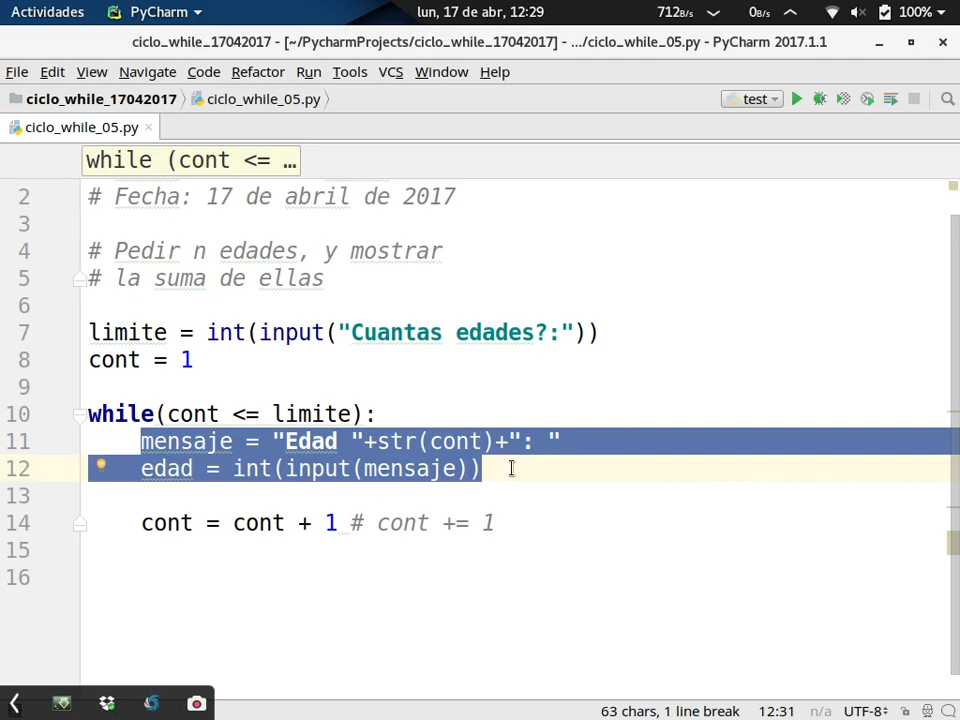 Actividades PyCharm lun, 17 de abr, 12:29 712B/s 0B/s 100%
ciclo_while_17042017 - [~/PycharmProjects/ciclo_while_17042017] - .../ciclo_while_05.py - PyCharm 2017.1.1
File Edit View Navigate Code Refactor Run Tools VCS Window Help
ciclo_while_17042017 ciclo_while_05.py test
ciclo_while_05.py
while (cont <= …
2 # Fecha: 17 de abril de 2017
3
4 # Pedir n edades, y mostrar
5 # la suma de ellas
6
7 limite = int(input("Cuantas edades?:"))
8 cont = 1
9
10 while(cont <= limite):
11 mensaje = "Edad "+str(cont)+": "
12 edad = int(input(mensaje))
13
14 cont = cont + 1 # cont += 1
15
16
63 chars, 1 line break 12:31 n/a UTF-8